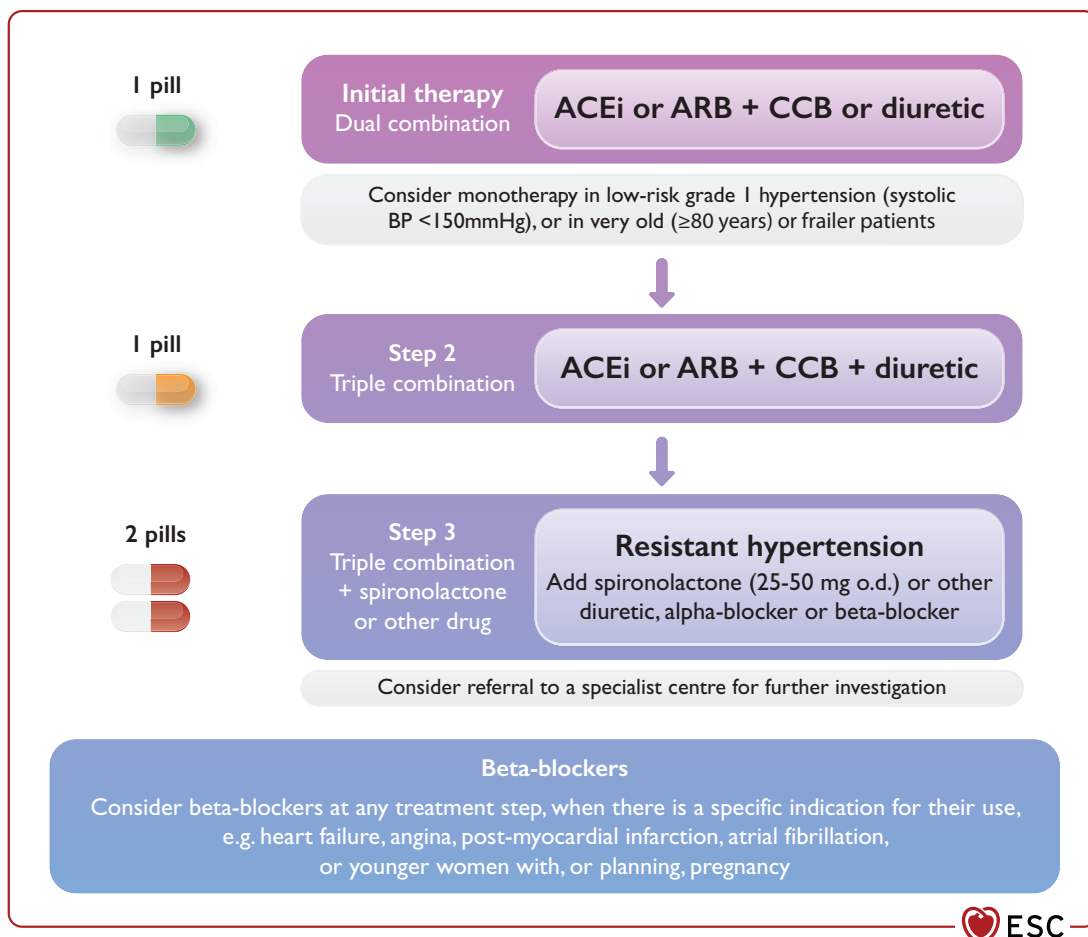 1 pill
Initial therapy
Dual combination
ACEi or ARB + CCB or diuretic
Consider monotherapy in low-risk grade 1 hypertension (systolic
BP <150mmHg), or in very old (≥80 years) or frailer patients
1 pill
Step 2
Triple combination
ACEi or ARB + CCB + diuretic
2 pills
Step 3
Triple combination
+ spironolactone
or other drug
Resistant hypertension
Add spironolactone (25-50 mg o.d.) or other
diuretic, alpha-blocker or beta-blocker
Consider referral to a specialist centre for further investigation
Beta-blockers
Consider beta-blockers at any treatment step, when there is a specific indication for their use,
e.g. heart failure, angina, post-myocardial infarction, atrial fibrillation,
or younger women with, or planning, pregnancy
ESC